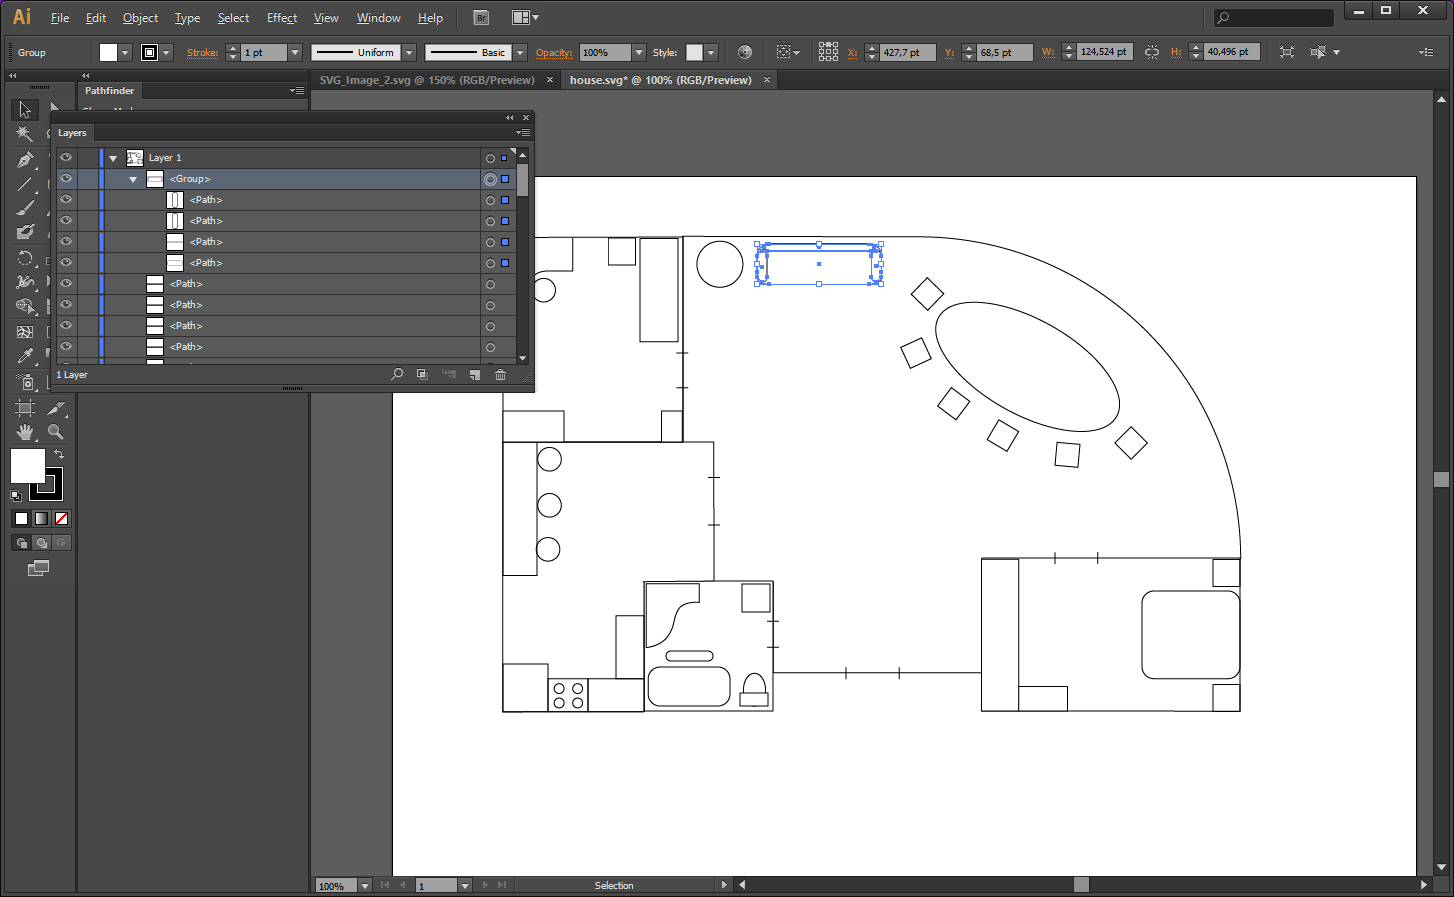 Ai File Edit Object Type Select Effect View Window Help Br
Group Stroke: 1 pt Uniform Basic Opacity: 100% Style: X: 427,7 pt Y: 68,5 pt W: 124,524 pt H: 40,496 pt
SVG_Image_2.svg @ 150% (RGB/Preview) × house.svg* @ 100% (RGB/Preview) ×
Pathfinder
Layers
Layer 1
<Group>
<Path>
<Path>
<Path>
<Path>
<Path>
<Path>
<Path>
<Path>
1 Layer
100% 1 Selection